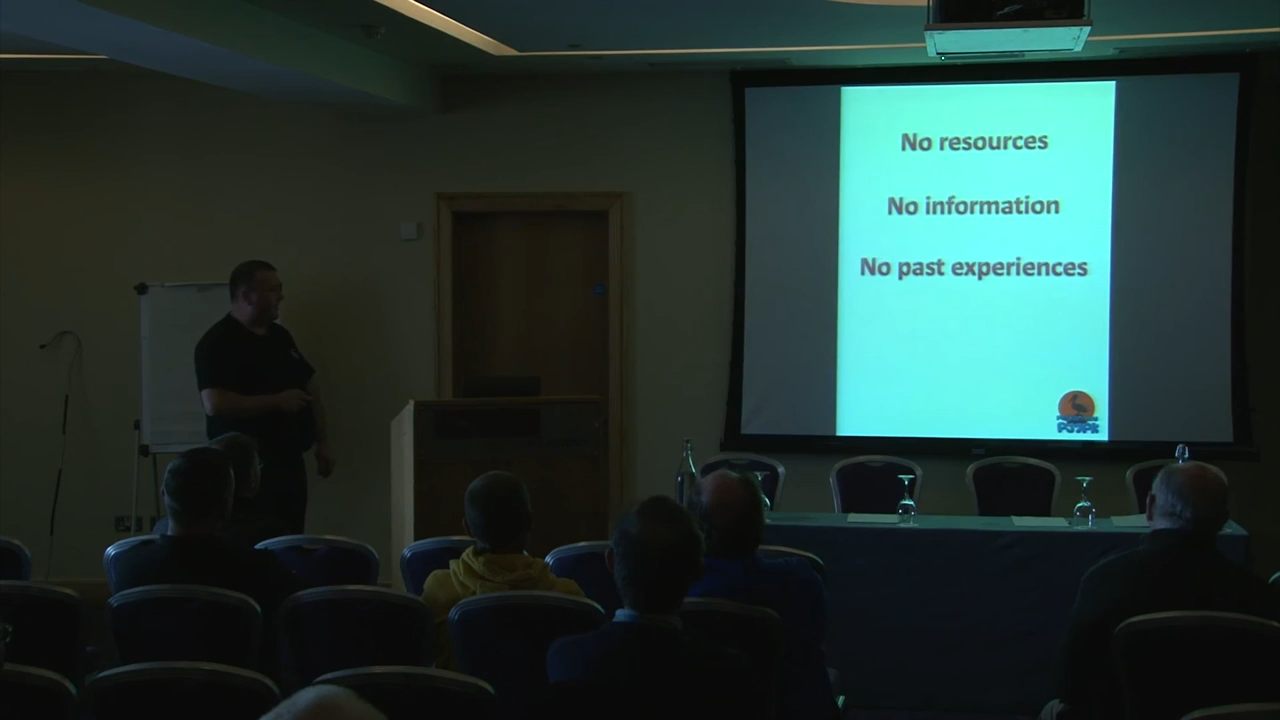 No resources
No information
No past experiences